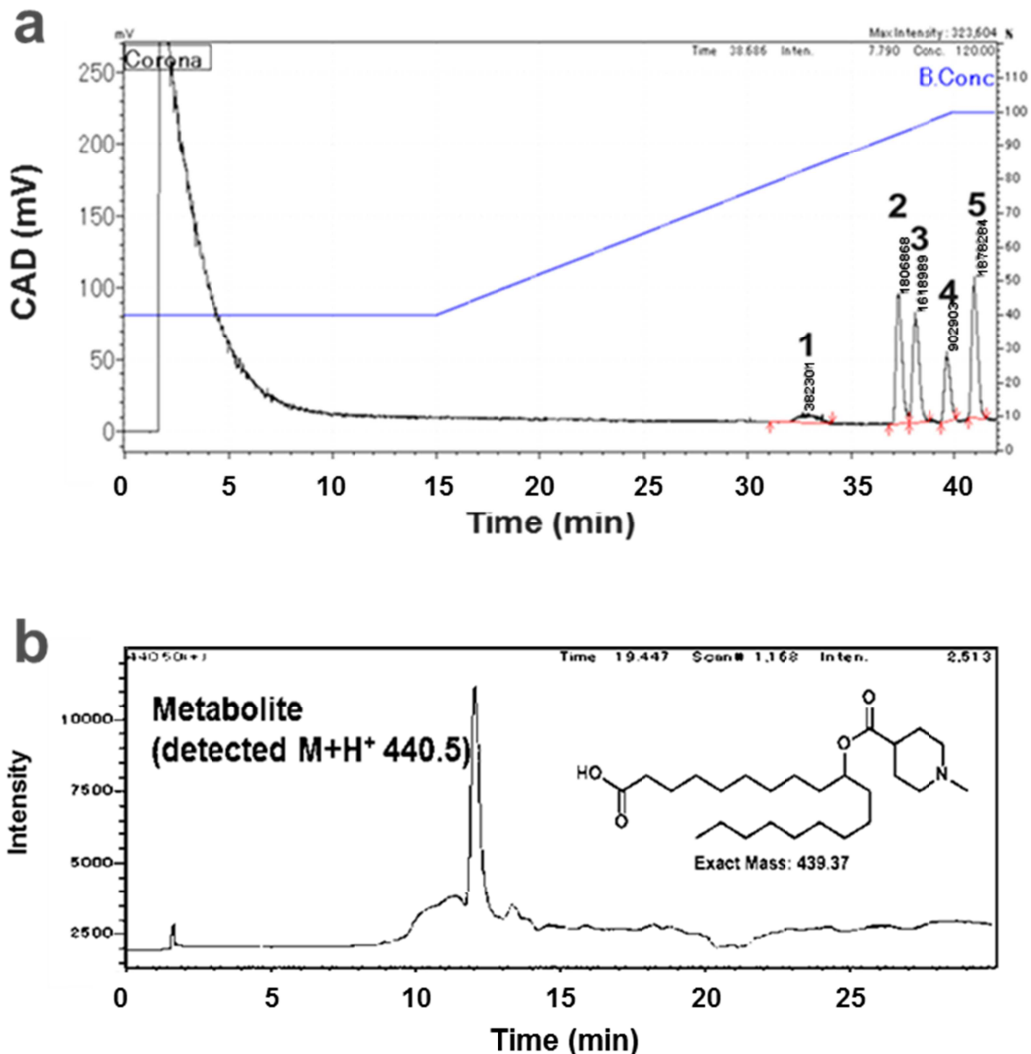 a
mV
Max Intensity : 323,604 %
Time 38.686 Inten. 7.790 Conc. 120.00
Corona
B.Conc
250
200
150
100
50
0
110
100
90
80
70
60
50
40
30
20
10
0
CAD (mV)
1
382301
2
1806868
3
1618989
4
902903
5
1878284
0 5 10 15 20 25 30 35 40
Time (min)
b
440.50(+)
Time 19.447 Scan# 1,168 Inten. 2,513
Metabolite
(detected M+H⁺ 440.5)
10000
7500
5000
2500
Intensity
O
O
N
HO
O
Exact Mass: 439.37
0 5 10 15 20 25
Time (min)